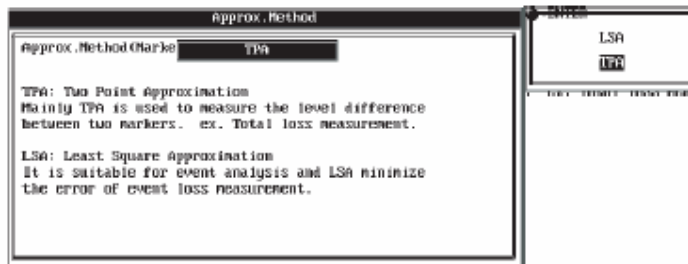 Approx.Method
Approx.Method(Marke TPA
TPA: Two Point Approximation
Mainly TPA is used to measure the level difference
between two markers. ex. Total loss measurement.
LSA: Least Square Approximation
It is suitable for event analysis and LSA minimize
the error of event loss measurement.
ENTER
LSA
TPA